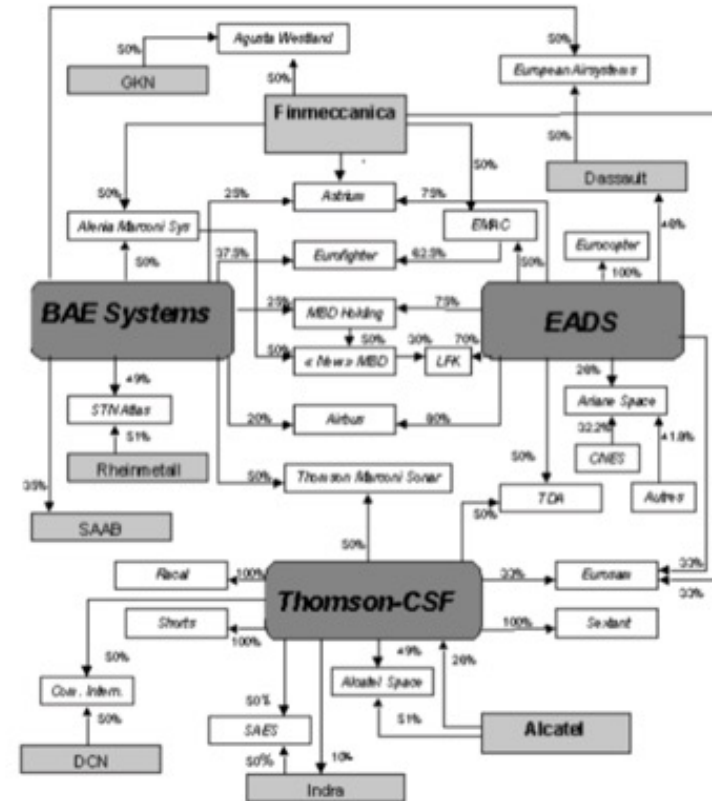 50%
Agusta Westland
50%
European Airsystems
GKN
50%
Finmeccanica
50%
50%
50%
Dassault
25%
Astrium
75%
Alenia Marconi Sys
EMRC
46%
Eurocopter
50%
37.5%
Eurofighter
62.5%
50%
100%
BAE Systems
25%
MBD Holding
75%
EADS
50%
50%
30%
70%
« New » MBD
LFK
49%
26%
STN Atlas
20%
Airbus
80%
Ariane Space
51%
32.2%
41.8%
Rheinmetall
50%
CNES
35%
50%
Thomson Marconi Sonar
TDA
Autres
SAAB
50%
50%
Racal
100%
33%
Eurosam
33%
Thomson-CSF
33%
Shorts
100%
100%
Sextant
50%
49%
26%
Com. Intern.
Alcatel Space
50%
50%
SAES
51%
Alcatel
DCN
50%
10%
Indra